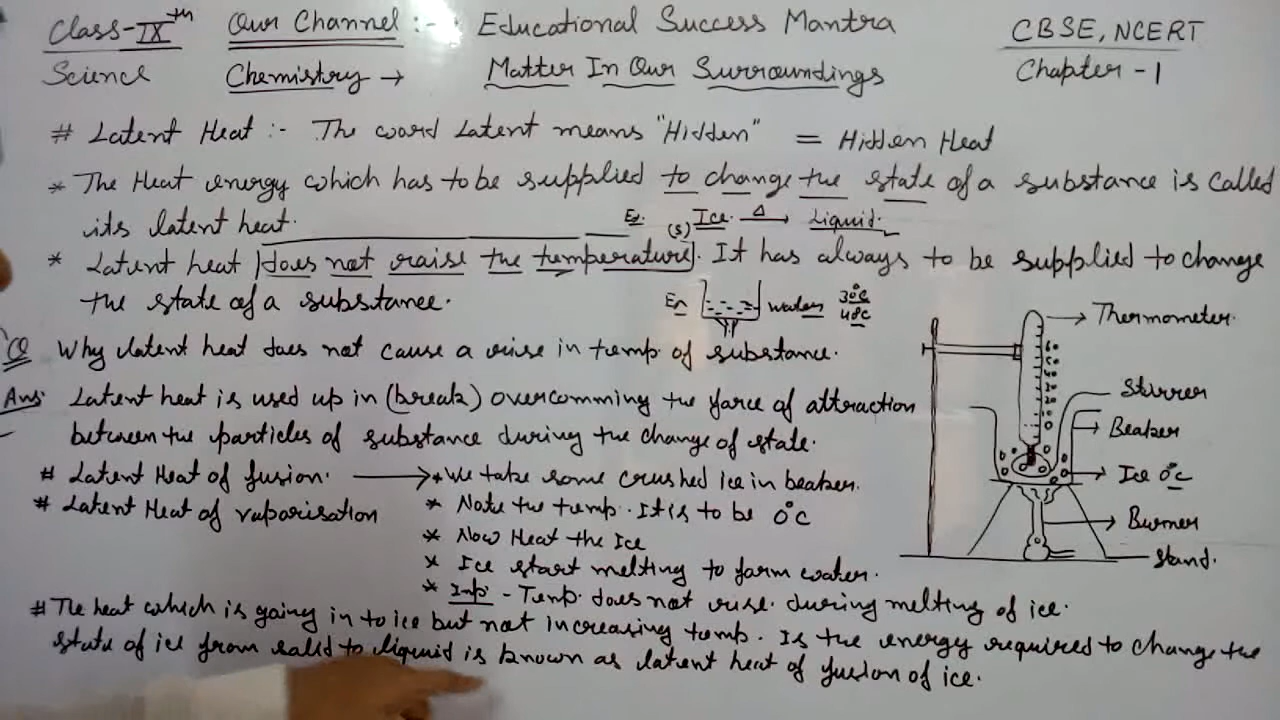 Class-IXth Our Channel :- : Educational Success Mantra CBSE, NCERT
Science Chemistry → Matter In Our Surroundings Chapter -1
# Latent Heat :- The word Latent means "Hidden" = Hidden Heat
* The Heat energy which has to be supplied to change the state of a substance is called
its latent heat. Ex. (s) Ice Δ→ Liquid.
* Latent heat does not raise the temperature. It has always to be supplied to change
the state of a substance.
Ex water 30°C
40°C
Q Why latent heat does not cause a rise in temp of substance.
Ans: Latent heat is used up in (break) overcomming the force of attraction
between the particles of substance during the change of state.
# Latent Heat of fusion. → * We take some crushed ice in beaker.
# Latent Heat of vaporisation * Note the temp. It is to be 0°C
* Now Heat the Ice
* Ice start melting to form water.
* Imp - Temp. does not rise during melting of ice.
# The heat which is going in to ice but not increasing temp. Is the energy required to change the
state of ice from solid to liquid is known as latent heat of fusion of ice.
Thermometer.
Stirrer
Beaker
Ice 0°C
Burner
Stand.